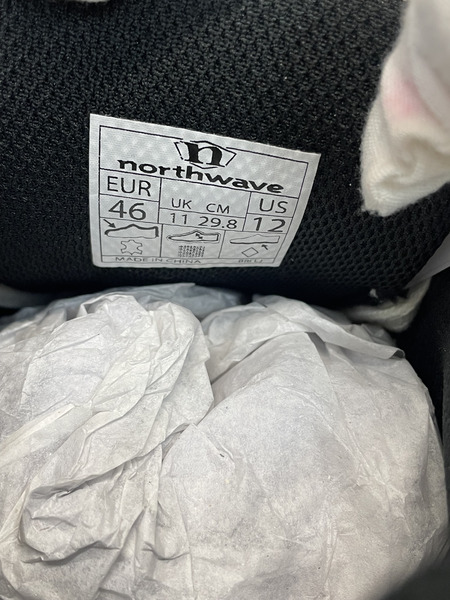 n
northwave
EUR UK CM US
46 11 29.8 12
MADE IN CHINA